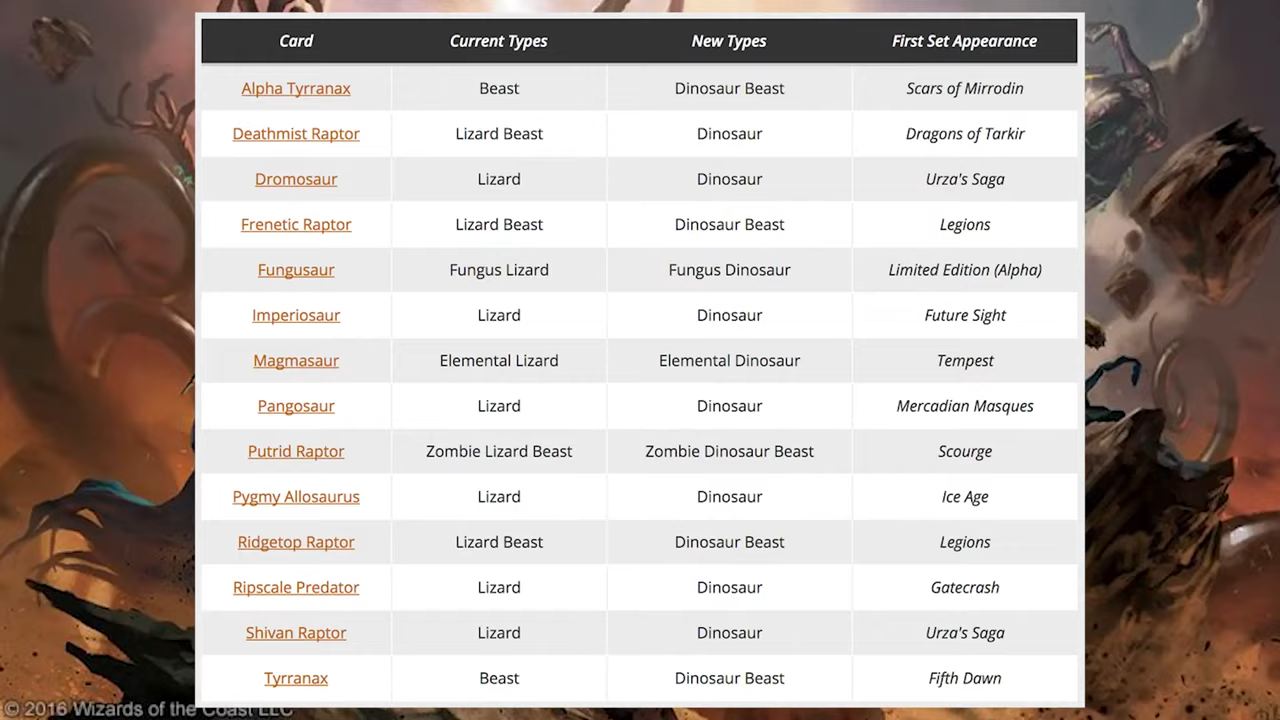 Card Current Types New Types First Set Appearance
Alpha Tyrranax Beast Dinosaur Beast Scars of Mirrodin
Deathmist Raptor Lizard Beast Dinosaur Dragons of Tarkir
Dromosaur Lizard Dinosaur Urza's Saga
Frenetic Raptor Lizard Beast Dinosaur Beast Legions
Fungusaur Fungus Lizard Fungus Dinosaur Limited Edition (Alpha)
Imperiosaur Lizard Dinosaur Future Sight
Magmasaur Elemental Lizard Elemental Dinosaur Tempest
Pangosaur Lizard Dinosaur Mercadian Masques
Putrid Raptor Zombie Lizard Beast Zombie Dinosaur Beast Scourge
Pygmy Allosaurus Lizard Dinosaur Ice Age
Ridgetop Raptor Lizard Beast Dinosaur Beast Legions
Ripscale Predator Lizard Dinosaur Gatecrash
Shivan Raptor Lizard Dinosaur Urza's Saga
Tyrranax Beast Dinosaur Beast Fifth Dawn
© 2016 Wizards of the Coast LLC